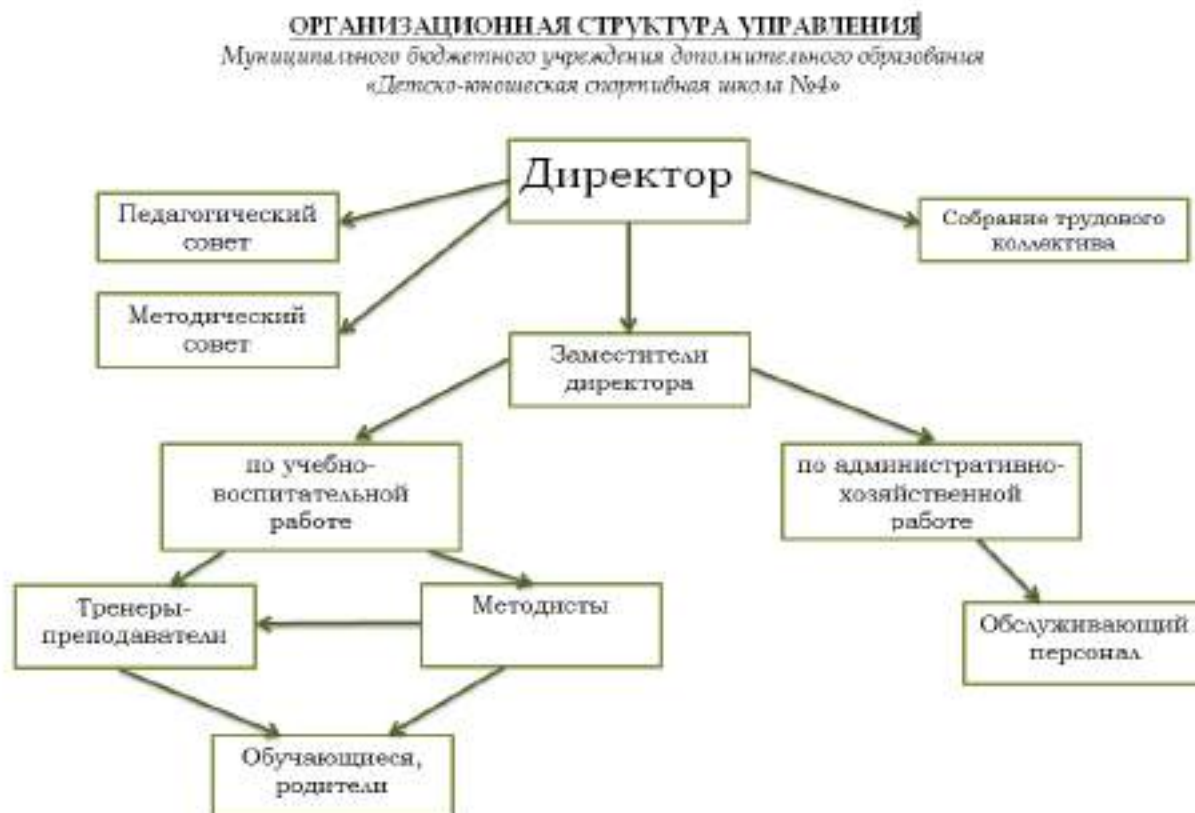 ОРГАНИЗАЦИОННАЯ СТРУКТУРА УПРАВЛЕНИЯ
Муниципального бюджетного учреждения дополнительного образования
«Детско-юношеская спортивная школа №4»
Директор
Педагогический
совет
Собрание трудового
коллектива
Методический
совет
Заместители
директора
по учебно-
воспитательной
работе
по административно-
хозяйственной
работе
Тренеры-
преподаватели
Методисты
Обслуживающий
персонал
Обучающиеся,
родители